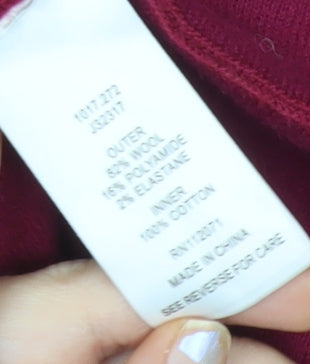 1017.272
J32317
OUTER
82% WOOL
16% POLYAMIDE
2% ELASTANE
INNER
100% COTTON
RN112071
MADE IN CHINA
SEE REVERSE FOR CARE